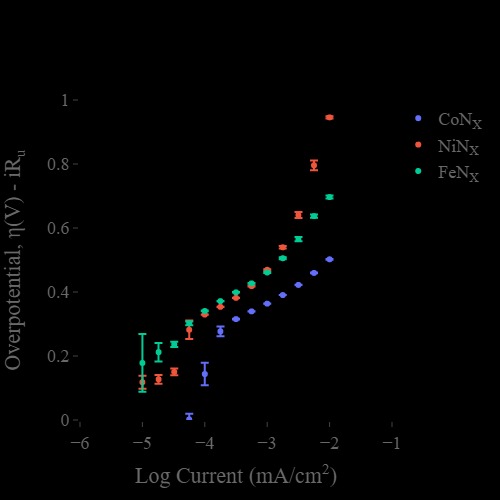 1
0.8
0.6
0.4
0.2
0
−6
−5
−4
−3
−2
−1
Overpotential, η(V) - iRu
Log Current (mA/cm²)
CoNX
NiNX
FeNX